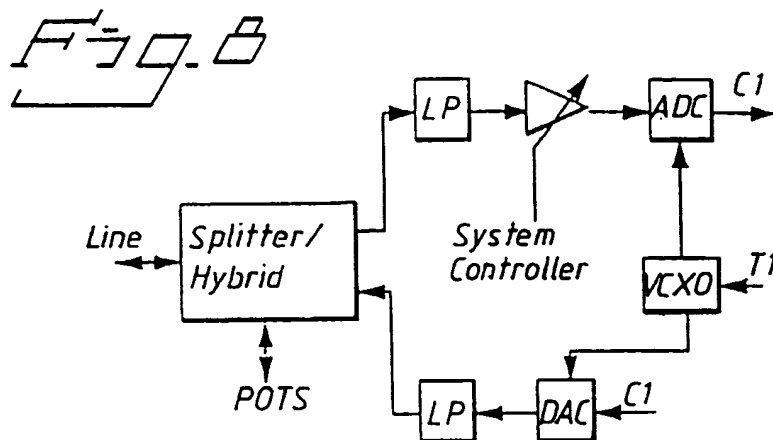 Fig. 8
LP
ADC
C1
Line
Splitter/
Hybrid
System
Controller
VCXO
T1
POTS
LP
DAC
C1